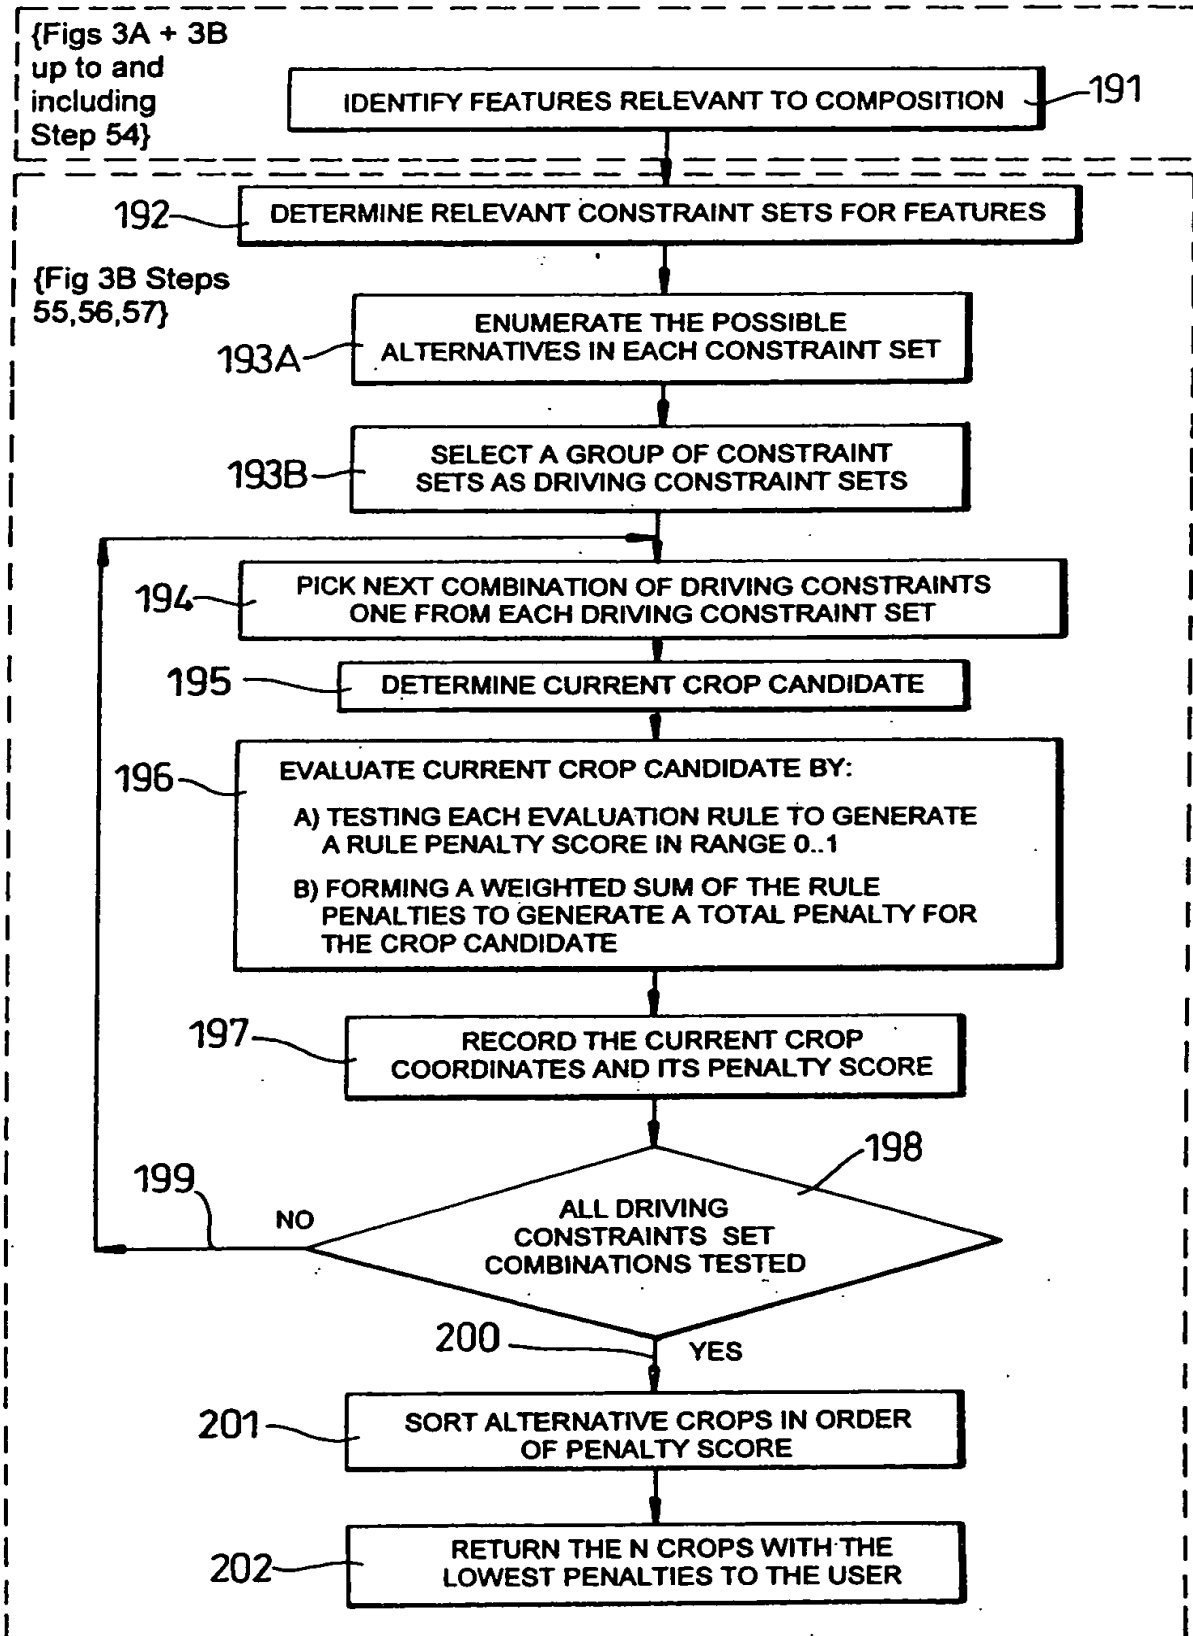 {Figs 3A + 3B
up to and
including
Step 54}
IDENTIFY FEATURES RELEVANT TO COMPOSITION
191
192
DETERMINE RELEVANT CONSTRAINT SETS FOR FEATURES
{Fig 3B Steps
55,56,57}
ENUMERATE THE POSSIBLE
ALTERNATIVES IN EACH CONSTRAINT SET
193A
SELECT A GROUP OF CONSTRAINT
SETS AS DRIVING CONSTRAINT SETS
193B
PICK NEXT COMBINATION OF DRIVING CONSTRAINTS
ONE FROM EACH DRIVING CONSTRAINT SET
194
195
DETERMINE CURRENT CROP CANDIDATE
196
EVALUATE CURRENT CROP CANDIDATE BY:
A) TESTING EACH EVALUATION RULE TO GENERATE
A RULE PENALTY SCORE IN RANGE 0..1
B) FORMING A WEIGHTED SUM OF THE RULE
PENALTIES TO GENERATE A TOTAL PENALTY FOR
THE CROP CANDIDATE
197
RECORD THE CURRENT CROP
COORDINATES AND ITS PENALTY SCORE
198
199
NO
ALL DRIVING
CONSTRAINTS SET
COMBINATIONS TESTED
200
YES
201
SORT ALTERNATIVE CROPS IN ORDER
OF PENALTY SCORE
202
RETURN THE N CROPS WITH THE
LOWEST PENALTIES TO THE USER